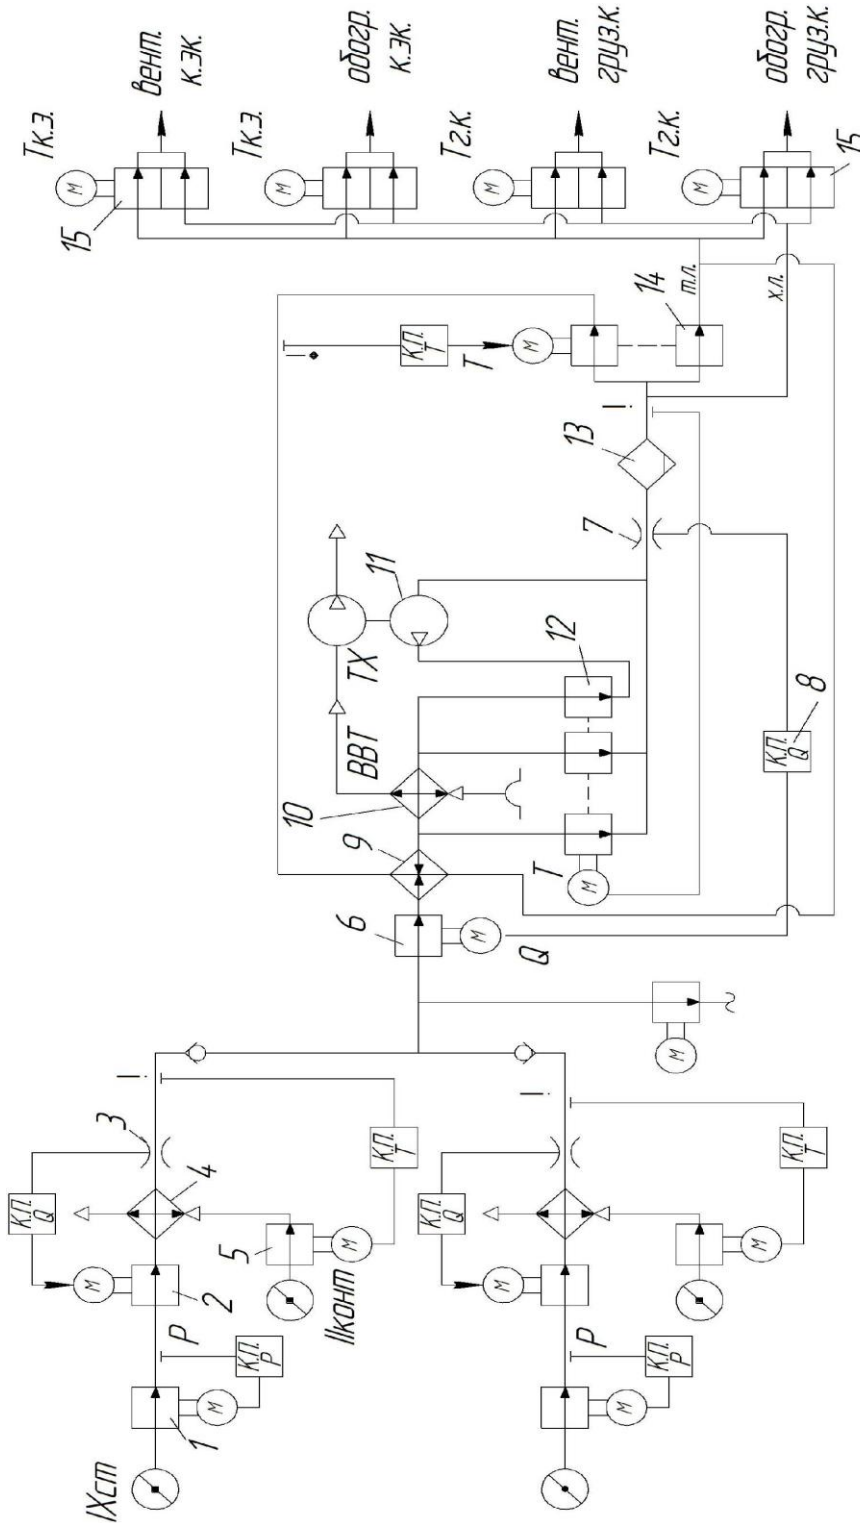 Тк.э.
вент.
к.эк.
М
15
Тк.э.
обогр.
к.эк.
М
Тг.к.
вент.
груз.к.
М
Тг.к.
обогр.
груз.к.
М
15
К.П.
Q
М
3
4
2
P
IXст
1
М
К.П.
P
IIконт
5
М
К.П.
Т
К.П.
Q
М
P
М
К.П.
P
М
К.П.
Т
М
6
9
10
ВВТ
ТХ
11
Q
М
Т
М
12
7
13
К.П.
Т
Т
М
14
т.л.
х.л.
К.П.
Q
8